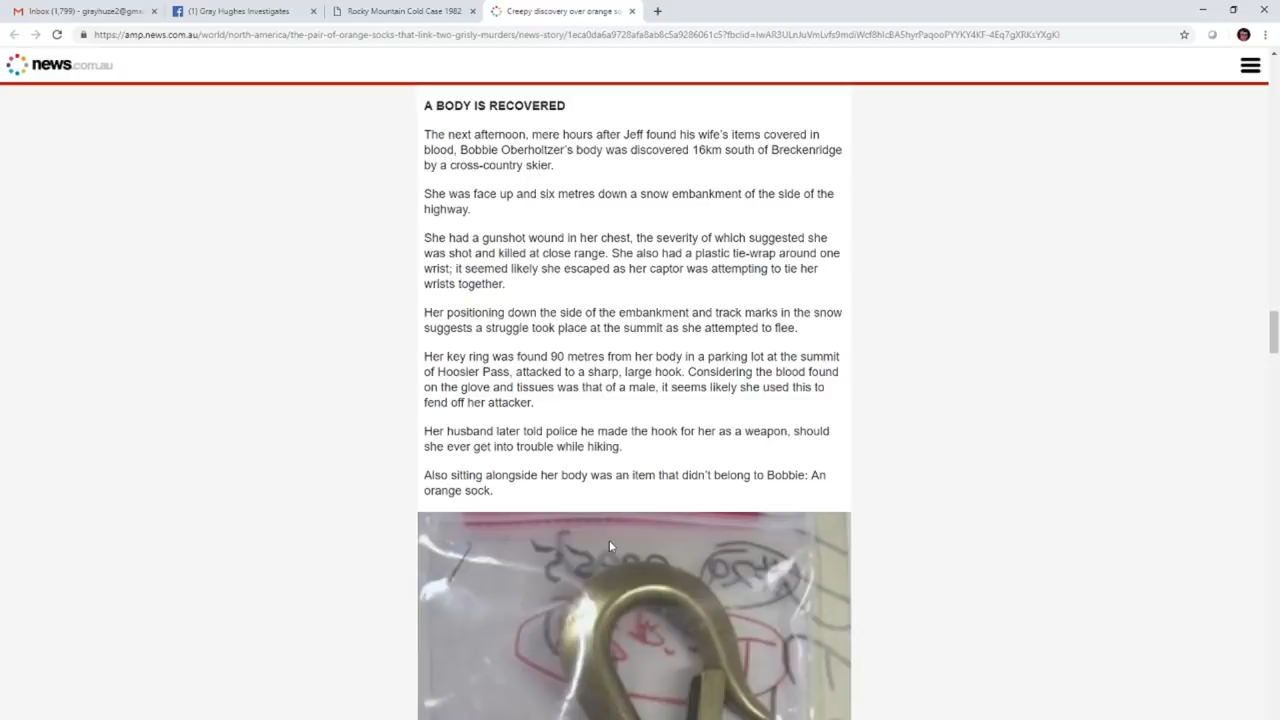 Inbox (1,799) - grayhuze2@gma
(1) Gray Hughes Investigates
Rocky Mountain Cold Case 1982
Creepy discovery over orange so
news.com.au
A BODY IS RECOVERED
The next afternoon, mere hours after Jeff found his wife's items covered in
blood, Bobbie Oberholtzer's body was discovered 16km south of Breckenridge
by a cross-country skier.
She was face up and six metres down a snow embankment of the side of the
highway.
She had a gunshot wound in her chest, the severity of which suggested she
was shot and killed at close range. She also had a plastic tie-wrap around one
wrist; it seemed likely she escaped as her captor was attempting to tie her
wrists together.
Her positioning down the side of the embankment and track marks in the snow
suggests a struggle took place at the summit as she attempted to flee.
Her key ring was found 90 metres from her body in a parking lot at the summit
of Hoosier Pass, attached to a sharp, large hook. Considering the blood found
on the glove and tissues was that of a male, it seems likely she used this to
fend off her attacker.
Her husband later told police he made the hook for her as a weapon, should
she ever get into trouble while hiking.
Also sitting alongside her body was an item that didn't belong to Bobbie: An
orange sock.